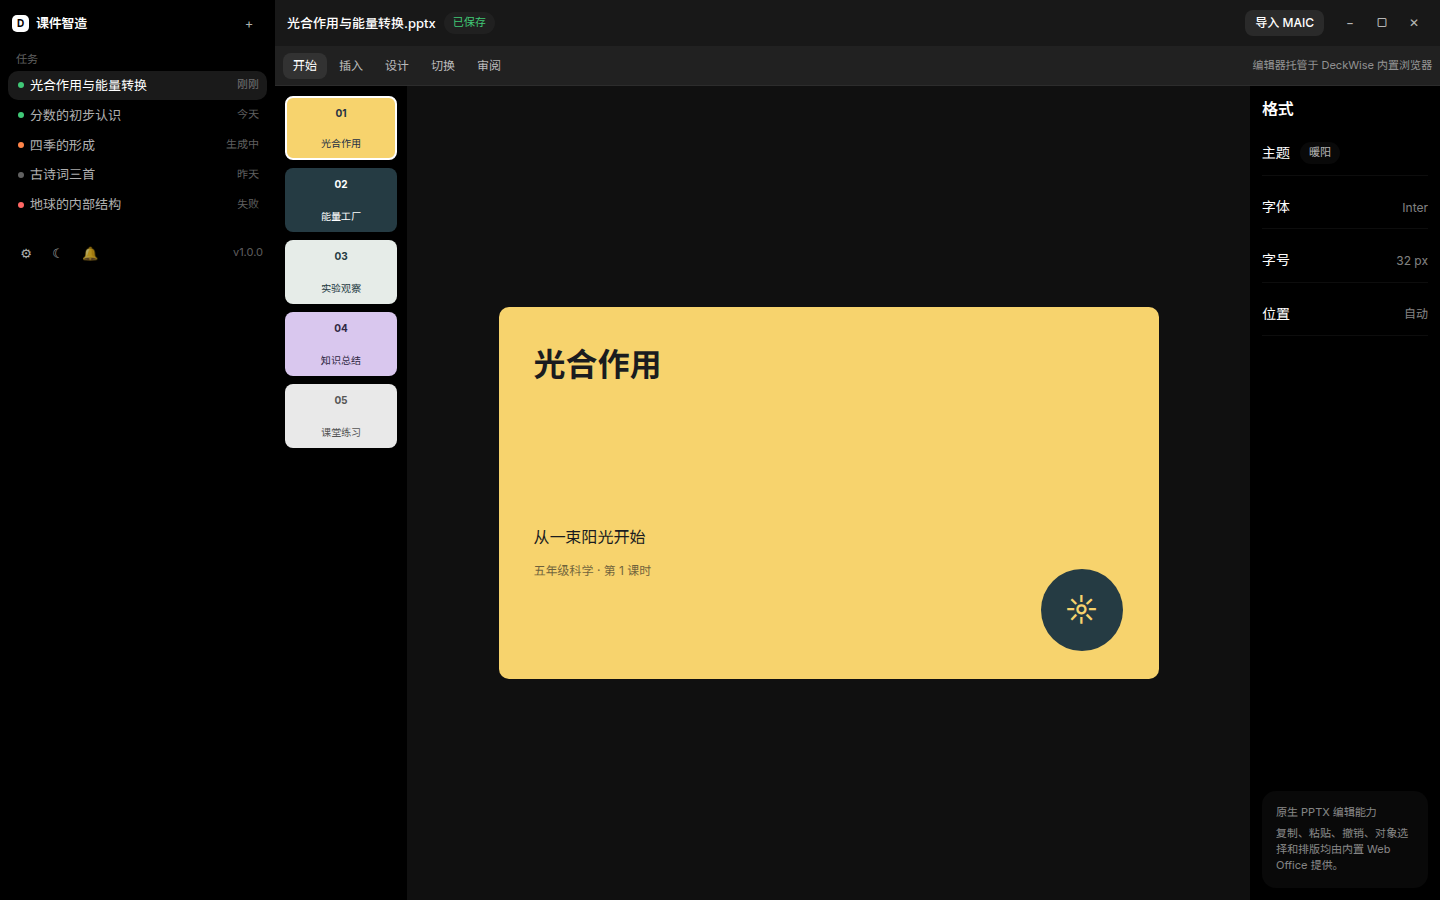 D 课件智造 +
任务
光合作用与能量转换 刚刚
分数的初步认识 今天
四季的形成 生成中
古诗词三首 昨天
地球的内部结构 失败
v1.0.0
光合作用与能量转换.pptx 已保存 导入 MAIC
开始 插入 设计 切换 审阅 编辑器托管于 DeckWise 内置浏览器
01
光合作用
02
能量工厂
03
实验观察
04
知识总结
05
课堂练习
光合作用
从一束阳光开始
五年级科学 · 第 1 课时
格式
主题 暖阳
字体 Inter
字号 32 px
位置 自动
原生 PPTX 编辑能力
复制、粘贴、撤销、对象选
择和排版均由内置 Web
Office 提供。